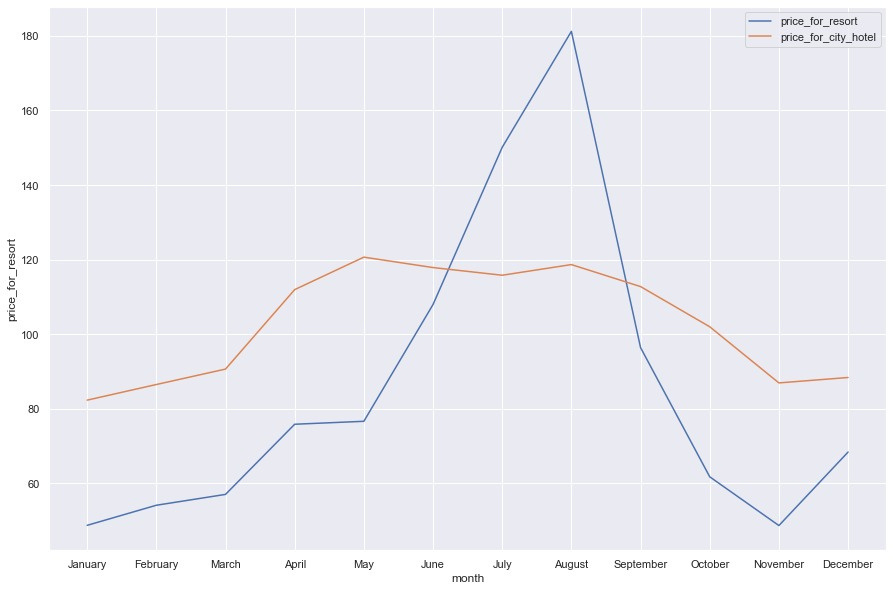 price_for_resort
price_for_city_hotel
180
160
140
120
100
80
60
price_for_resort
January February March April May June July August September October November December
month